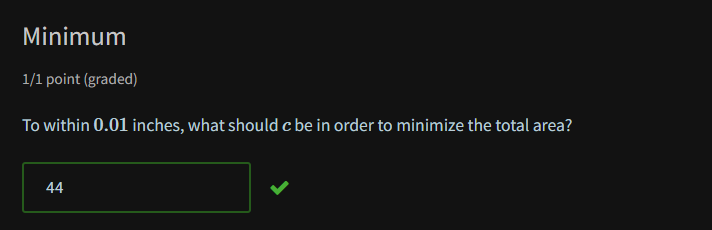 Minimum
1/1 point (graded)
To within 0.01 inches, what should c be in order to minimize the total area?
44